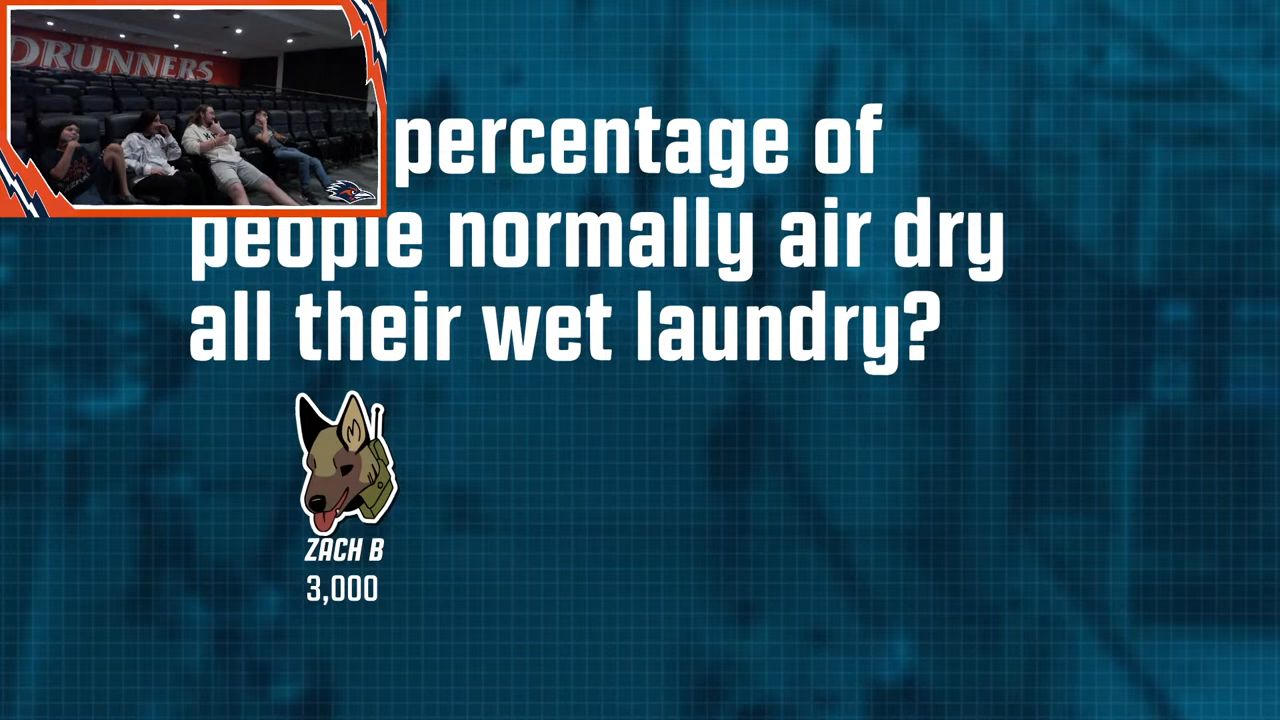 DRUNNERS
percentage of
people normally air dry
all their wet laundry?
ZACH B
3,000